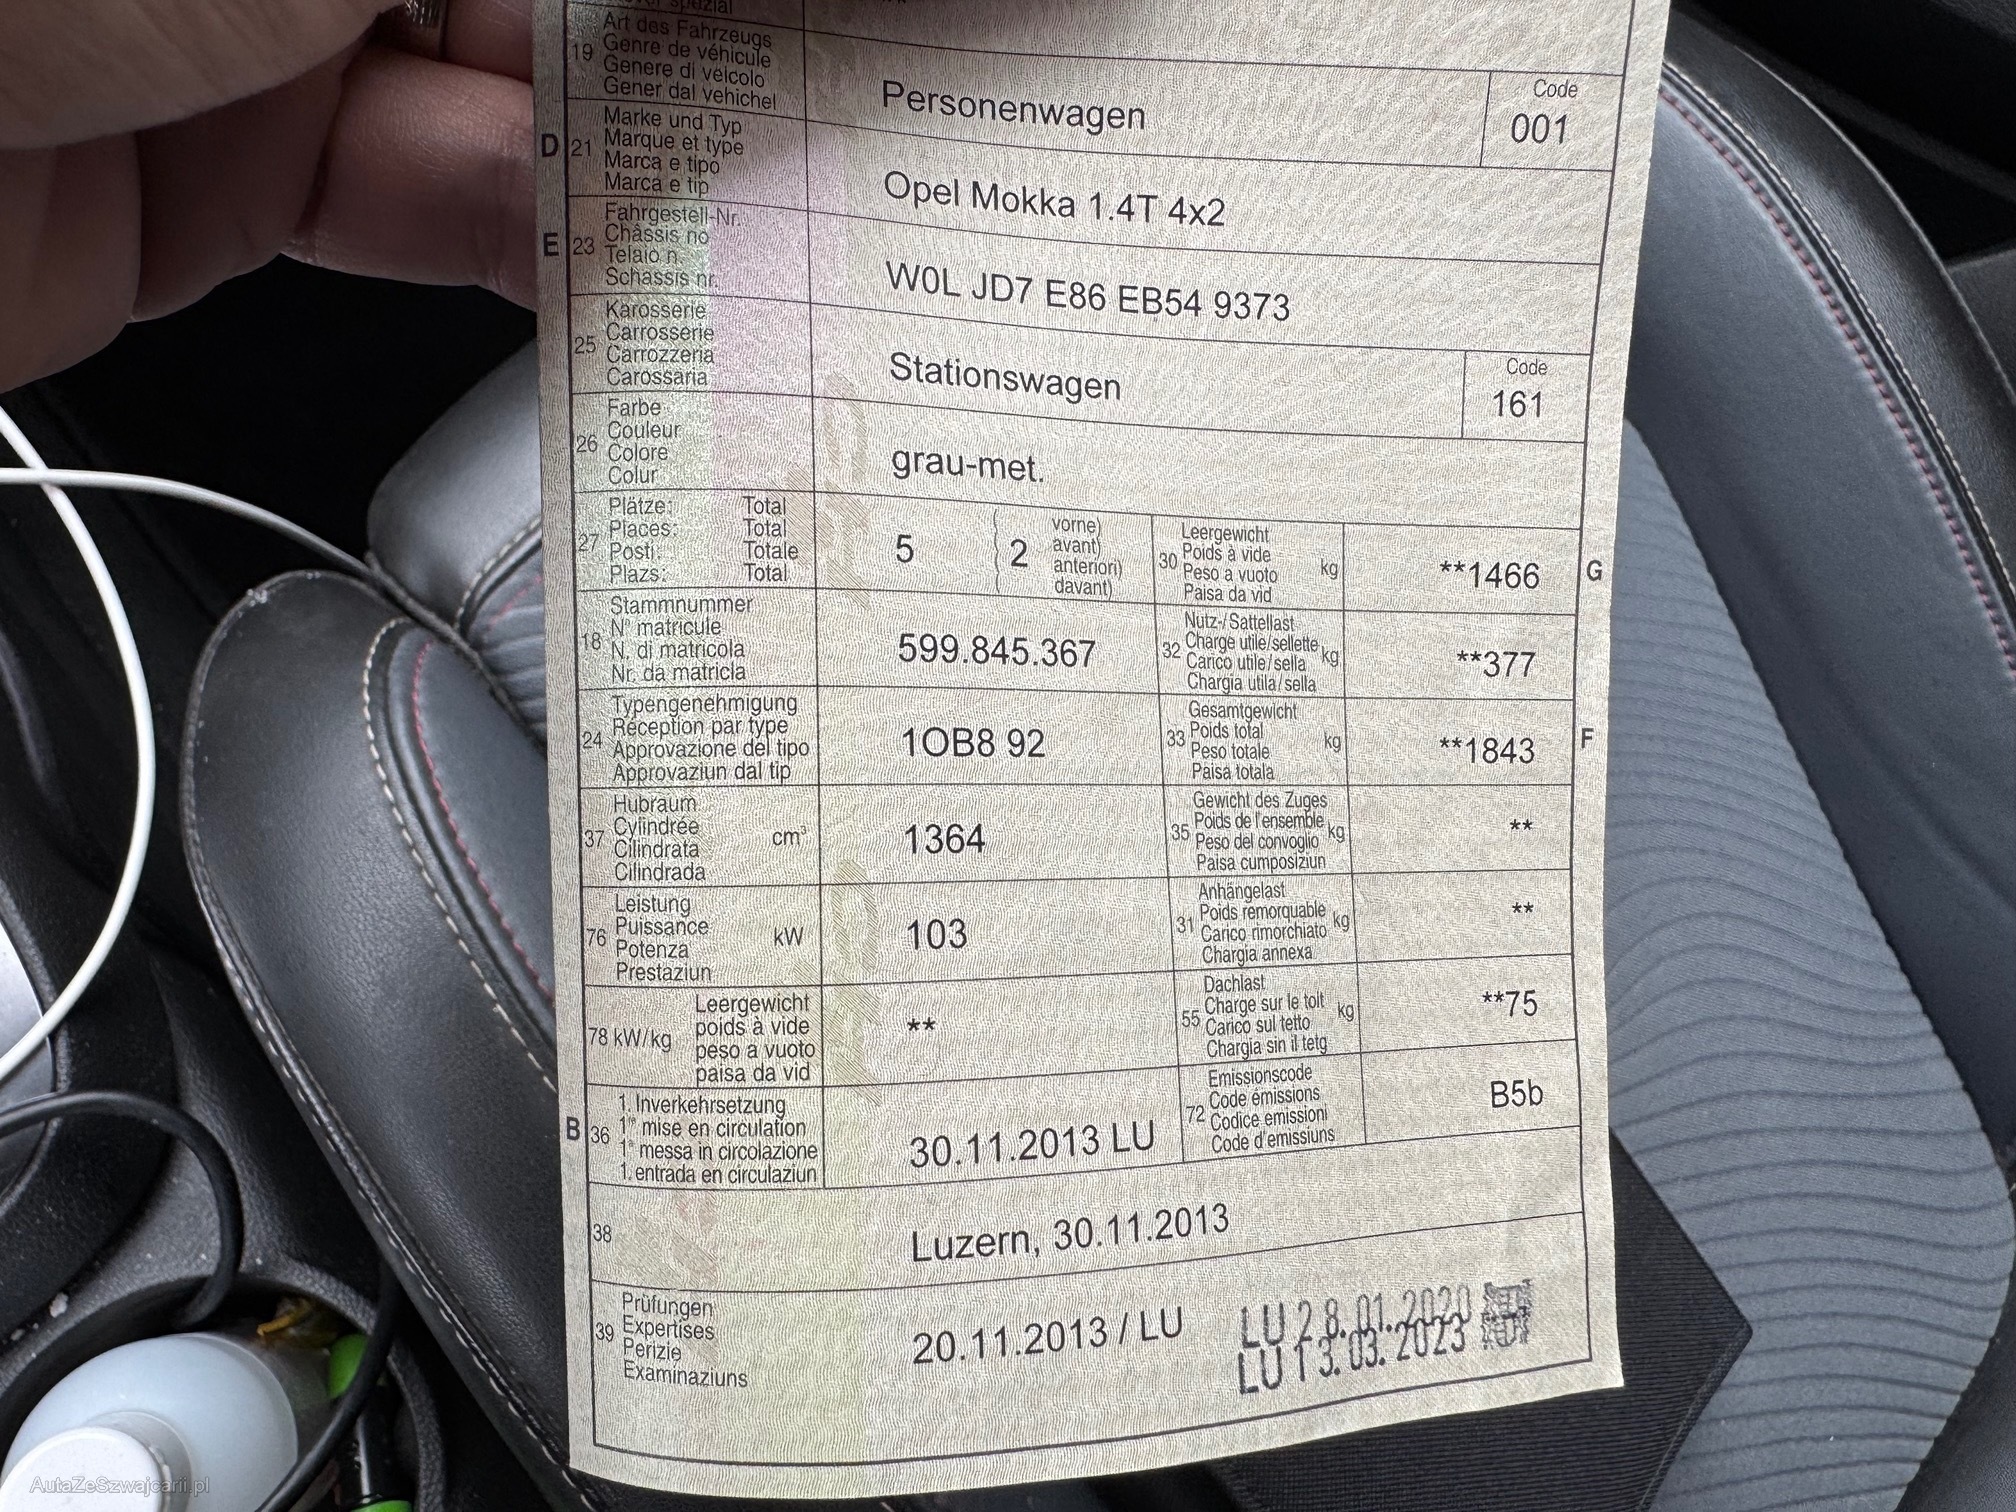 spezial
19 Art des Fahrzeugs
Genre de véhicule
Genere di veicolo
Gener dal vehichel
Personenwagen
Code
001
D 21 Marke und Typ
Marque et type
Marca e tipo
Marca e tip
Opel Mokka 1.4T 4x2
E 23 Fahrgestell-Nr.
Châssis no
Telaio n.
Schassis nr.
W0L JD7 E86 EB54 9373
25 Karosserie
Carrosserie
Carrozzeria
Carossaria
Stationswagen
Code
161
26 Farbe
Couleur
Colore
Colur
grau-met.
27 Plätze: Total
Places: Total
Posti: Totale
Plazs: Total
5 ( 2 vorne)
avant)
anteriori)
davant)
30 Leergewicht
Poids à vide
Peso a vuoto
Paisa da vid
kg
**1466
G
18 Stammnummer
N° matricule
N. di matricola
Nr. da matricla
599.845.367
32 Nutz-/Sattellast
Charge utile/sellette
Carico utile/sella
Chargia utila/sella
kg
**377
24 Typengenehmigung
Réception par type
Approvazione del tipo
Approvaziun dal tip
1OB8 92
33 Gesamtgewicht
Poids total
Peso totale
Paisa totala
kg
**1843
F
37 Hubraum
Cylindrée
Cilindrata
Cilindrada
cm³
1364
35 Gewicht des Zuges
Poids de l'ensemble
Peso del convoglio
Paisa cumposiziun
kg
**
76 Leistung
Puissance
Potenza
Prestaziun
kW
103
31 Anhängelast
Poids remorquable
Carico rimorchiato
Chargia annexa
kg
**
78 kW/kg
Leergewicht
poids à vide
peso a vuoto
paisa da vid
**
55 Dachlast
Charge sur le toit
Carico sul tetto
Chargia sin il tetg
kg
**75
B 36 1. Inverkehrsetzung
1re mise en circulation
1a messa in circolazione
1. entrada en circulaziun
30.11.2013 LU
72 Emissionscode
Code émissions
Codice emissioni
Code d'emissiuns
B5b
38
Luzern, 30.11.2013
39 Prüfungen
Expertises
Perizie
Examinaziuns
20.11.2013 / LU
LU 28.01.2020
LU 13.03.2023
AutaZeSzwajcarii.pl